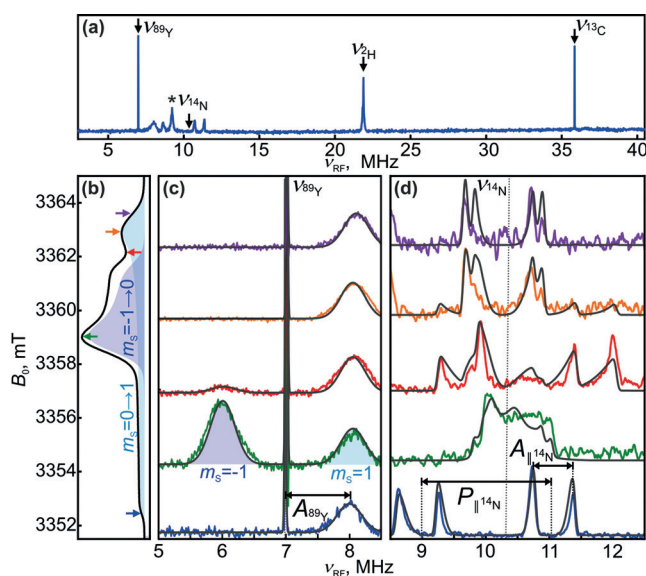 (a)
ν89Y
* ν14N
ν2H
ν13C
5 10 15 20 25 30 35 40
νRF, MHz
(b) (c) (d)
ν89Y
ν14N
3364
3362
3360
3358
3356
3354
3352
B0, mT
mS=-1→0
mS=0→1
mS=-1
mS=1
A89Y
A∥14N
P∥14N
5 6 7 8
9 10 11 12
νRF, MHz